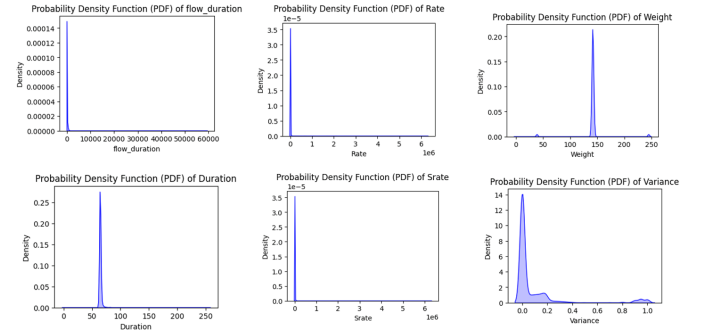 Probability Density Function (PDF) of flow_duration
0.00014
0.00012
0.00010
0.00008
0.00006
0.00004
0.00002
0.00000
Density
0 10000 20000 30000 40000 50000 60000
flow_duration
Probability Density Function (PDF) of Rate
1e-5
3.5
3.0
2.5
2.0
1.5
1.0
0.5
0.0
Density
0 1 2 3 4 5 6
1e6
Rate
Probability Density Function (PDF) of Weight
0.20
0.15
0.10
0.05
0.00
Density
0 50 100 150 200 250
Weight
Probability Density Function (PDF) of Duration
0.25
0.20
0.15
0.10
0.05
0.00
Density
0 50 100 150 200 250
Duration
Probability Density Function (PDF) of Srate
1e-5
3.5
3.0
2.5
2.0
1.5
1.0
0.5
0.0
Density
0 1 2 3 4 5 6
1e6
Srate
Probability Density Function (PDF) of Variance
14
12
10
8
6
4
2
0
Density
0.0 0.2 0.4 0.6 0.8 1.0
Variance